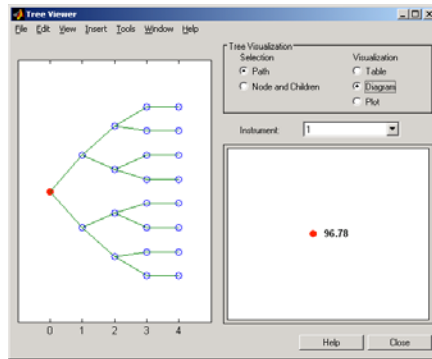 Tree Viewer
File Edit View Insert Tools Window Help
Tree Visualization
Selection
Path
Node and Children
Visualization
Table
Diagram
Plot
Instrument:
1
96.78
0 1 2 3 4
Help
Close